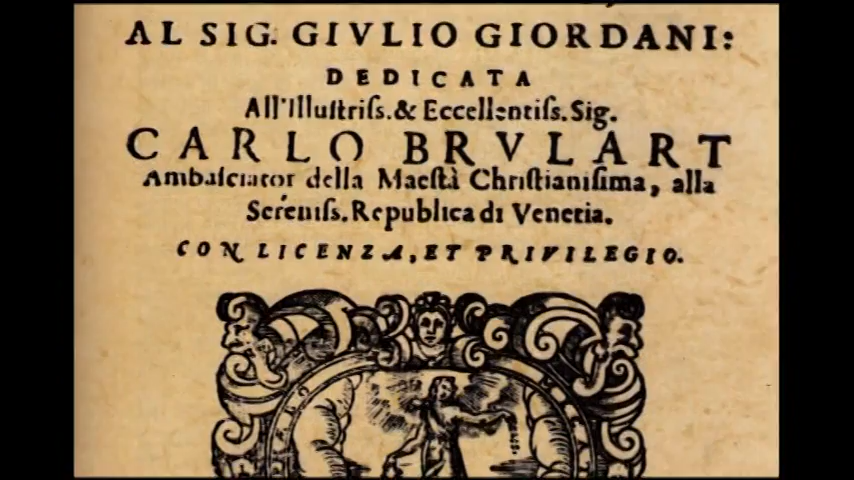 AL SIG. GIVLIO GIORDANI:
DEDICATA
All'Illuſtriſs. & Eccellentiſs. Sig.
CARLO BRVLART
Ambaſciator della Maeſtà Chriſtianiſima, alla
Sereniſs. Republica di Venetia.
CON LICENZA, ET PRIVILEGIO.